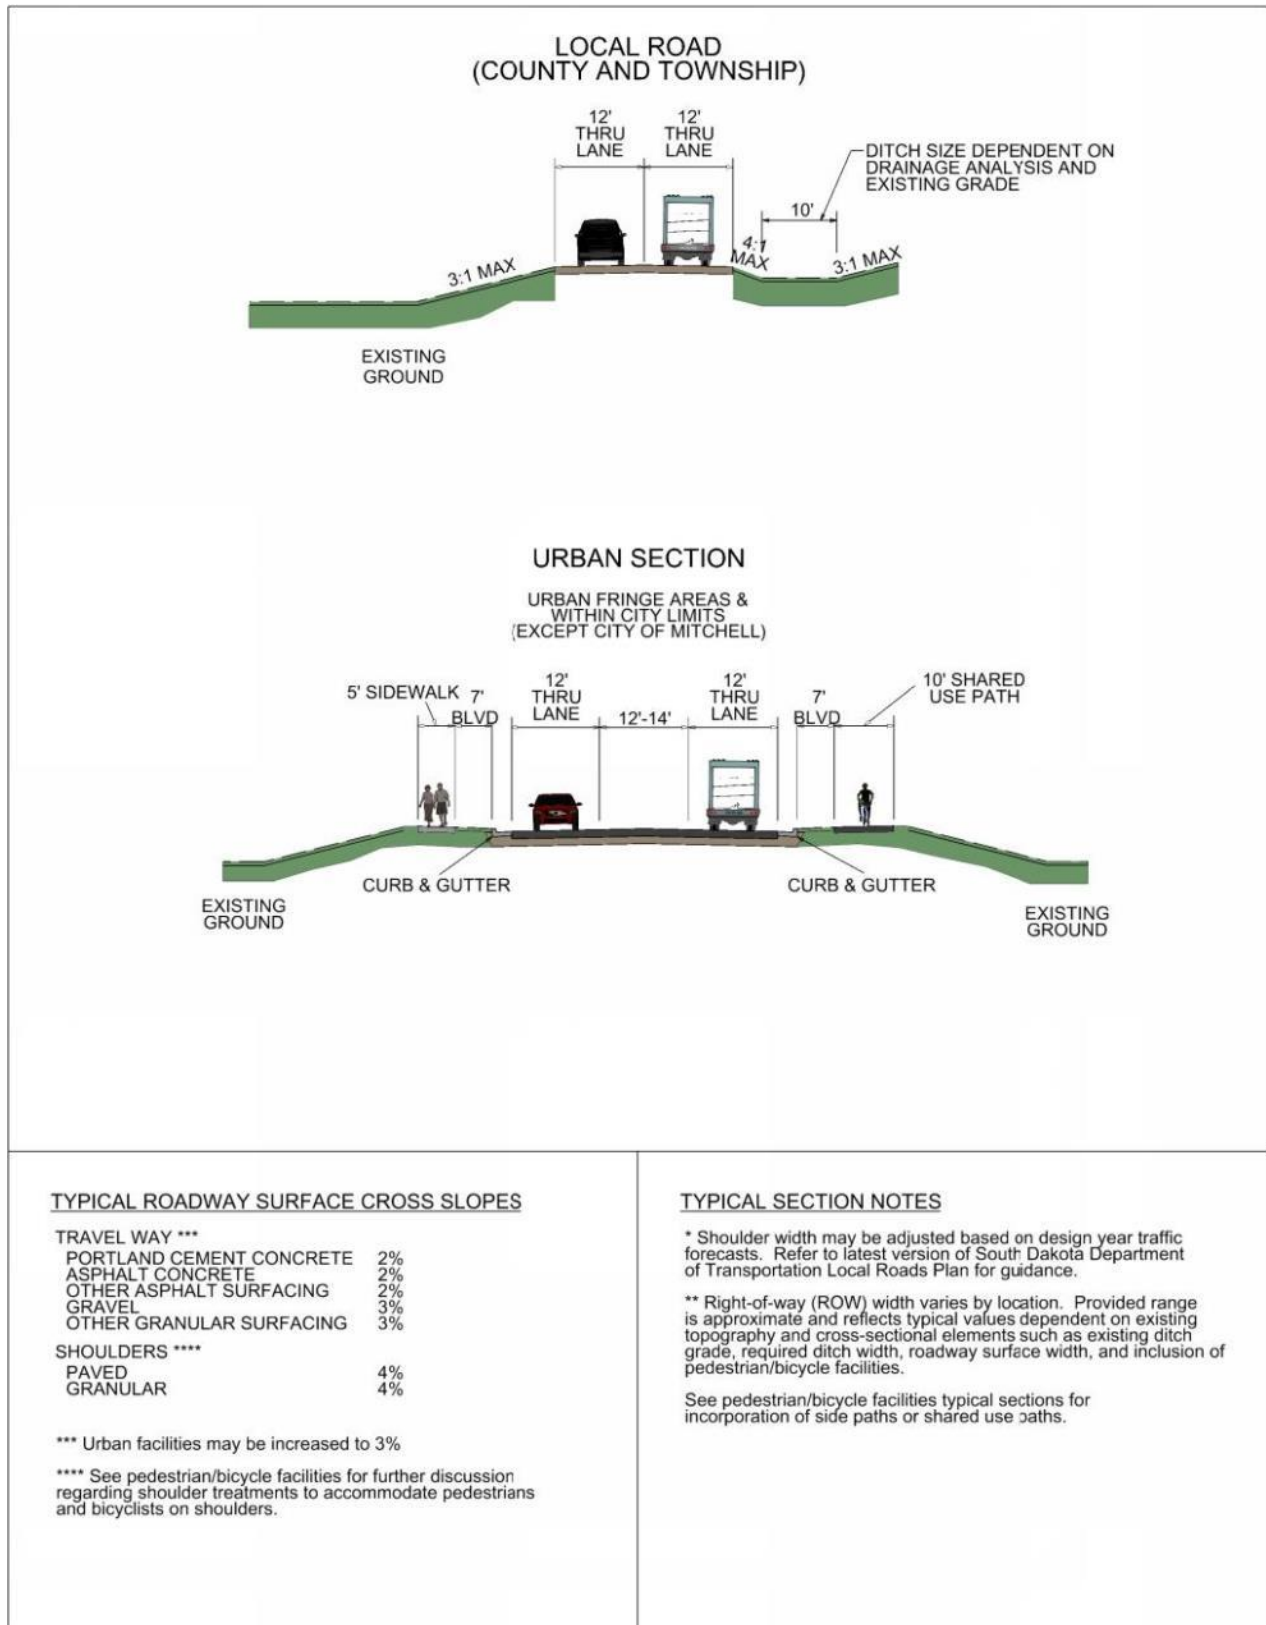 LOCAL ROAD
(COUNTY AND TOWNSHIP)
12'
THRU
LANE
12'
THRU
LANE
DITCH SIZE DEPENDENT ON
DRAINAGE ANALYSIS AND
EXISTING GRADE
10'
3:1 MAX
4:1
MAX
3:1 MAX
EXISTING
GROUND
URBAN SECTION
URBAN FRINGE AREAS &
WITHIN CITY LIMITS
(EXCEPT CITY OF MITCHELL)
5' SIDEWALK
7'
BLVD
12'
THRU
LANE
12'-14'
12'
THRU
LANE
7'
BLVD
10' SHARED
USE PATH
CURB & GUTTER
CURB & GUTTER
EXISTING
GROUND
EXISTING
GROUND
TYPICAL ROADWAY SURFACE CROSS SLOPES
TRAVEL WAY ***
PORTLAND CEMENT CONCRETE 2%
ASPHALT CONCRETE 2%
OTHER ASPHALT SURFACING 2%
GRAVEL 3%
OTHER GRANULAR SURFACING 3%
SHOULDERS ****
PAVED 4%
GRANULAR 4%
*** Urban facilities may be increased to 3%
**** See pedestrian/bicycle facilities for further discussion
regarding shoulder treatments to accommodate pedestrians
and bicyclists on shoulders.
TYPICAL SECTION NOTES
* Shoulder width may be adjusted based on design year traffic
forecasts. Refer to latest version of South Dakota Department
of Transportation Local Roads Plan for guidance.
** Right-of-way (ROW) width varies by location. Provided range
is approximate and reflects typical values dependent on existing
topography and cross-sectional elements such as existing ditch
grade, required ditch width, roadway surface width, and inclusion of
pedestrian/bicycle facilities.
See pedestrian/bicycle facilities typical sections for
incorporation of side paths or shared use paths.